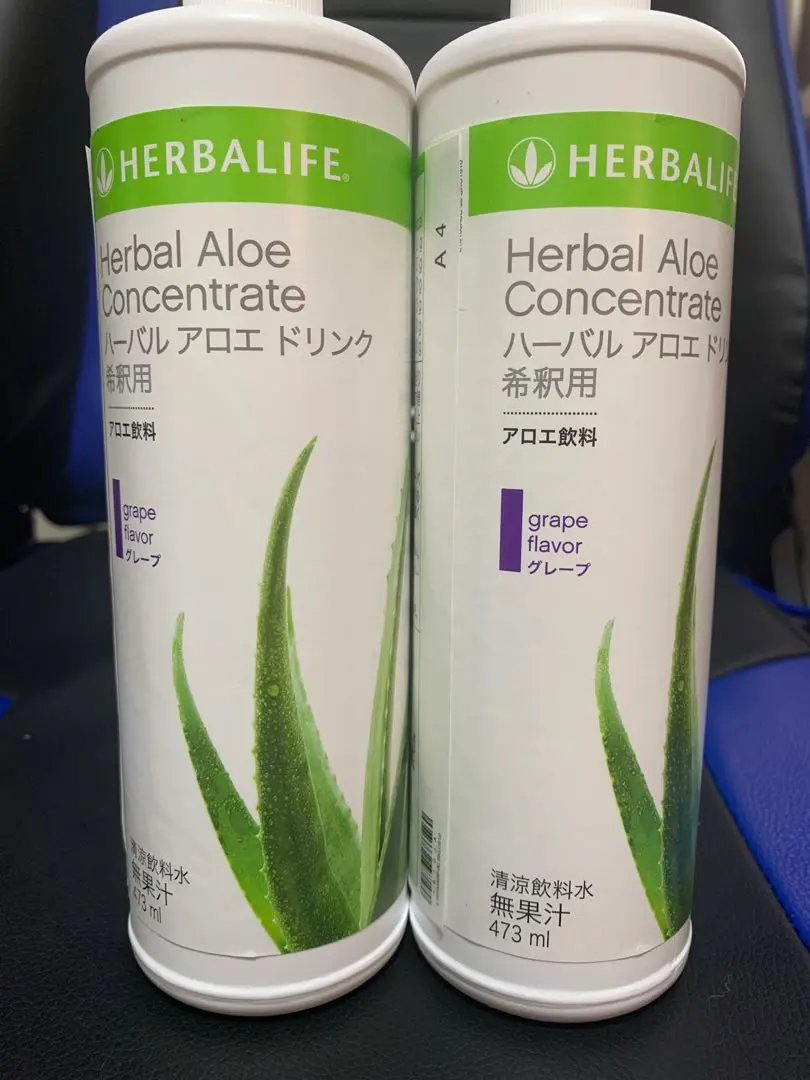 HERBALIFE®
Herbal Aloe
Concentrate
ハーバル アロエ ドリンク
希釈用
アロエ飲料
grape
flavor
グレープ
清涼飲料水
無果汁
473 ml
A 4
HERBALIF
Herbal Aloe
Concentrate
ハーバル アロエ ドリ
希釈用
アロエ飲料
grape
flavor
グレープ
清涼飲料水
無果汁
473 ml